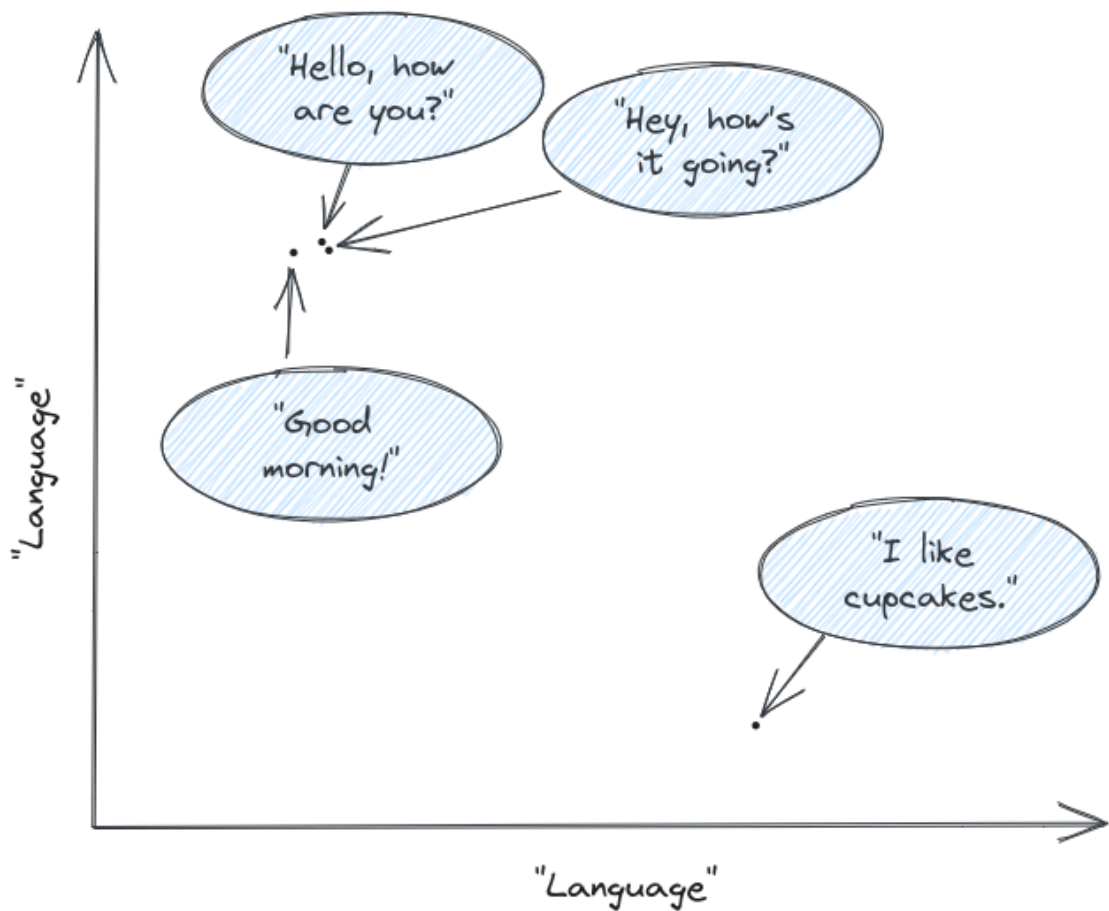 "Hello, how
are you?"
"Hey, how's
it going?"
"Good
morning!"
"I like
cupcakes."
"Language"
"Language"